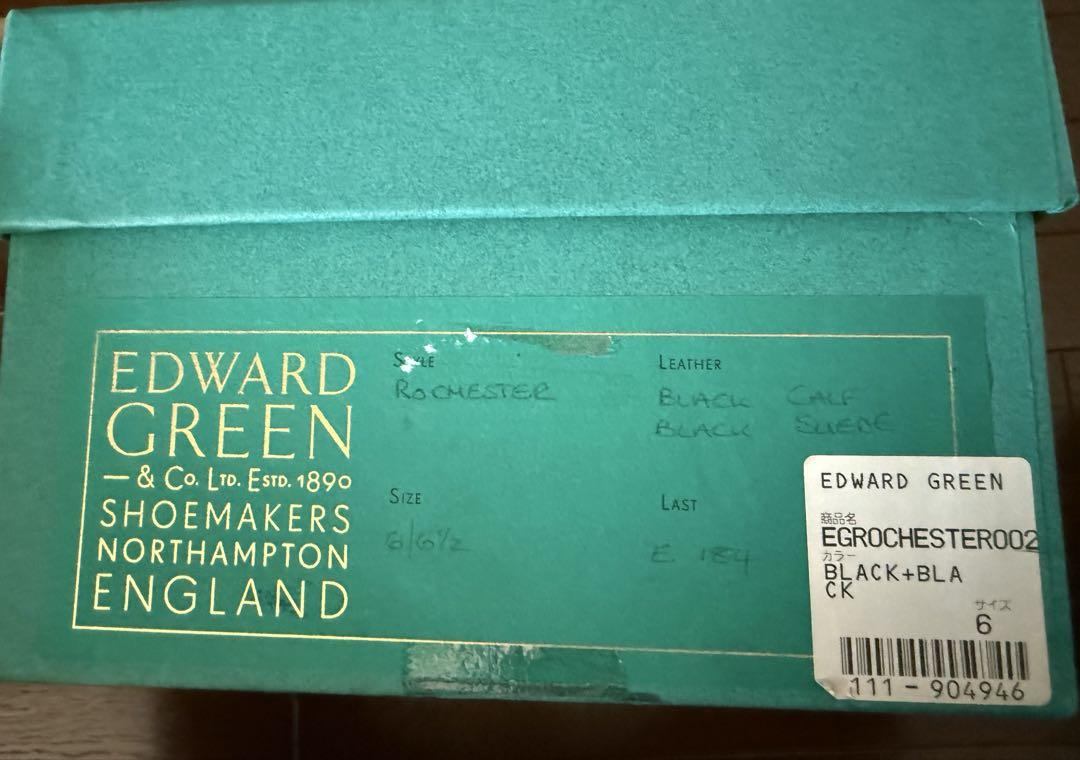 EDWARD
GREEN
— & Co. LTD. ESTD. 1890
SHOEMAKERS
NORTHAMPTON
ENGLAND
STYLE
ROCHESTER
LEATHER
BLACK CALF
BLACK SUEDE
SIZE
6/6½
LAST
E 184
EDWARD GREEN
商品名
EGROCHESTER002
カラー
BLACK+BLA
CK
サイズ
6
111-904946